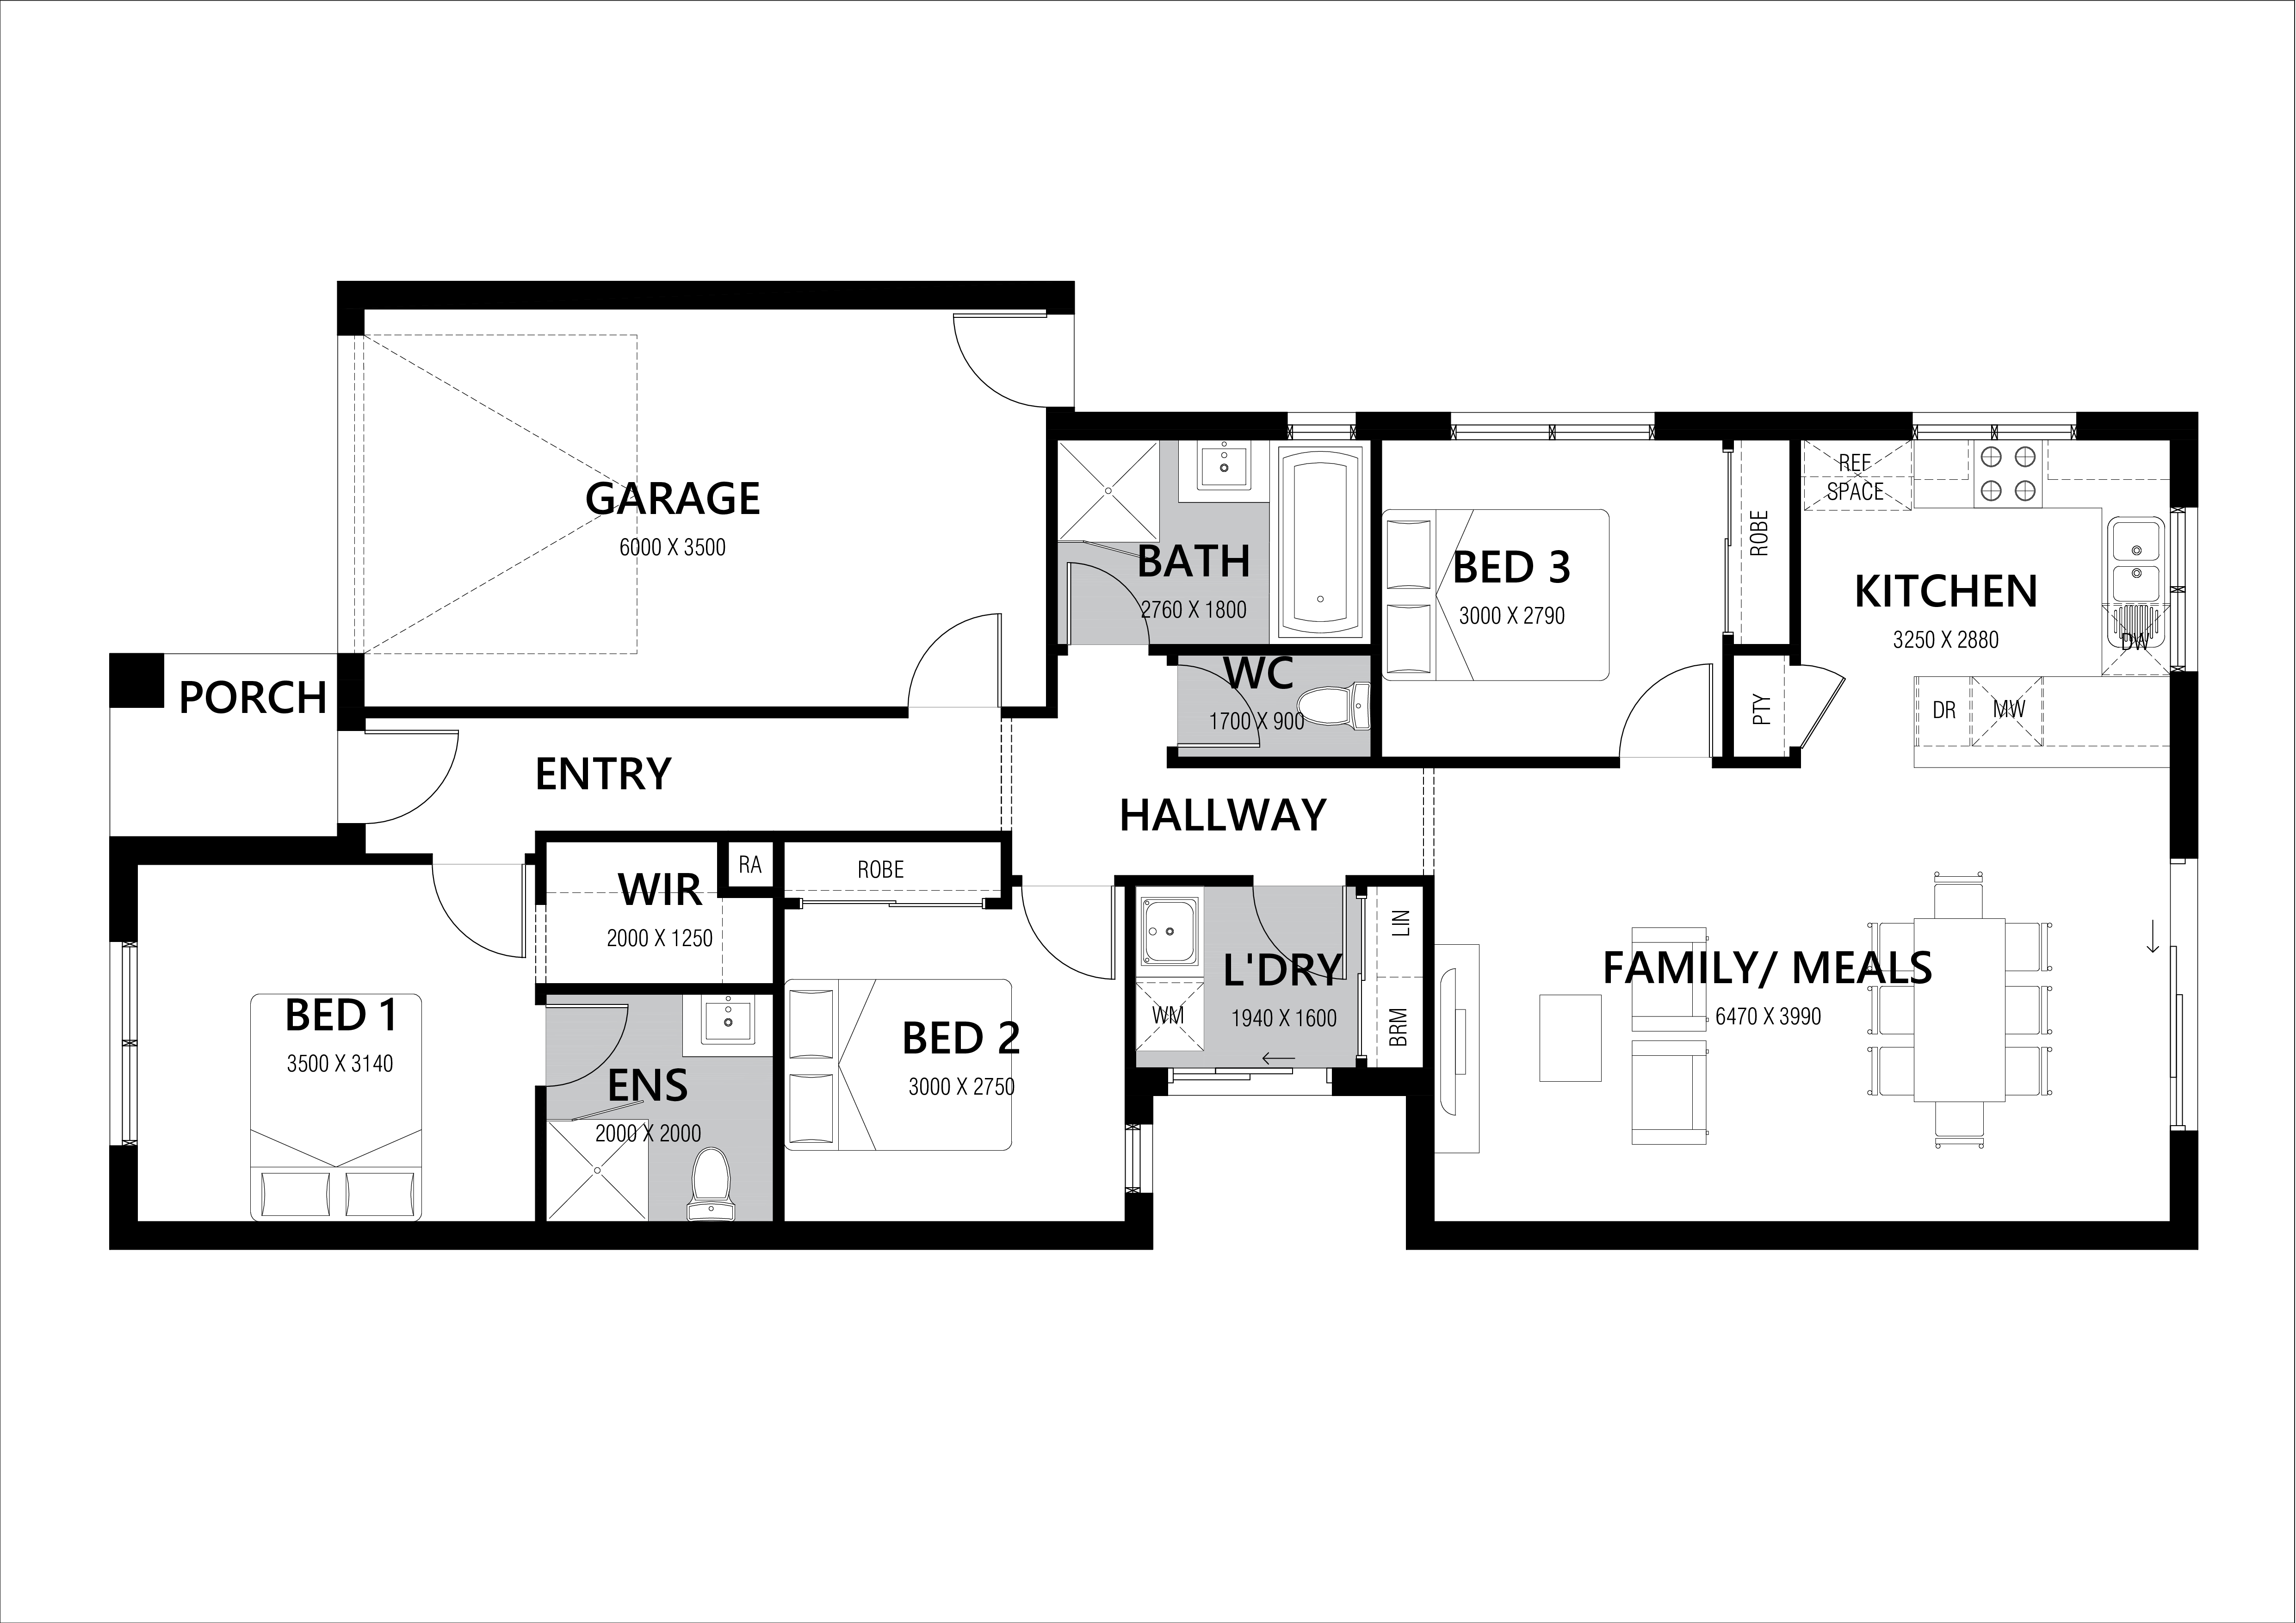 GARAGE
6000 X 3500
PORCH
ENTRY
BATH
2760 X 1800
WC
1700 X 900
BED 3
3000 X 2790
ROBE
PTY
REF
SPACE
KITCHEN
3250 X 2880
DW
DR
MW
HALLWAY
WIR
2000 X 1250
RA
ROBE
BED 1
3500 X 3140
ENS
2000 X 2000
BED 2
3000 X 2750
L'DRY
1940 X 1600
WM
LIN
BRM
FAMILY/ MEALS
6470 X 3990